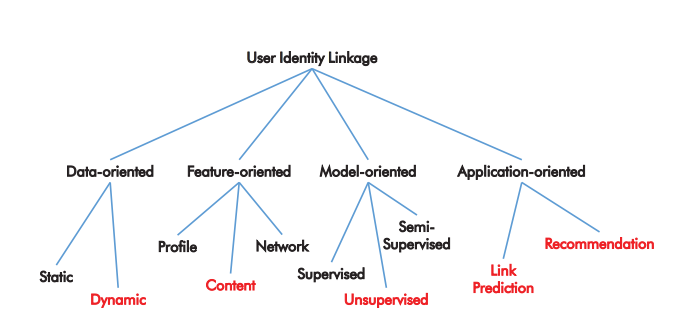 User Identity Linkage
Data-oriented
Feature-oriented
Model-oriented
Application-oriented
Static
Dynamic
Profile
Content
Network
Supervised
Unsupervised
Semi-
Supervised
Link
Prediction
Recommendation